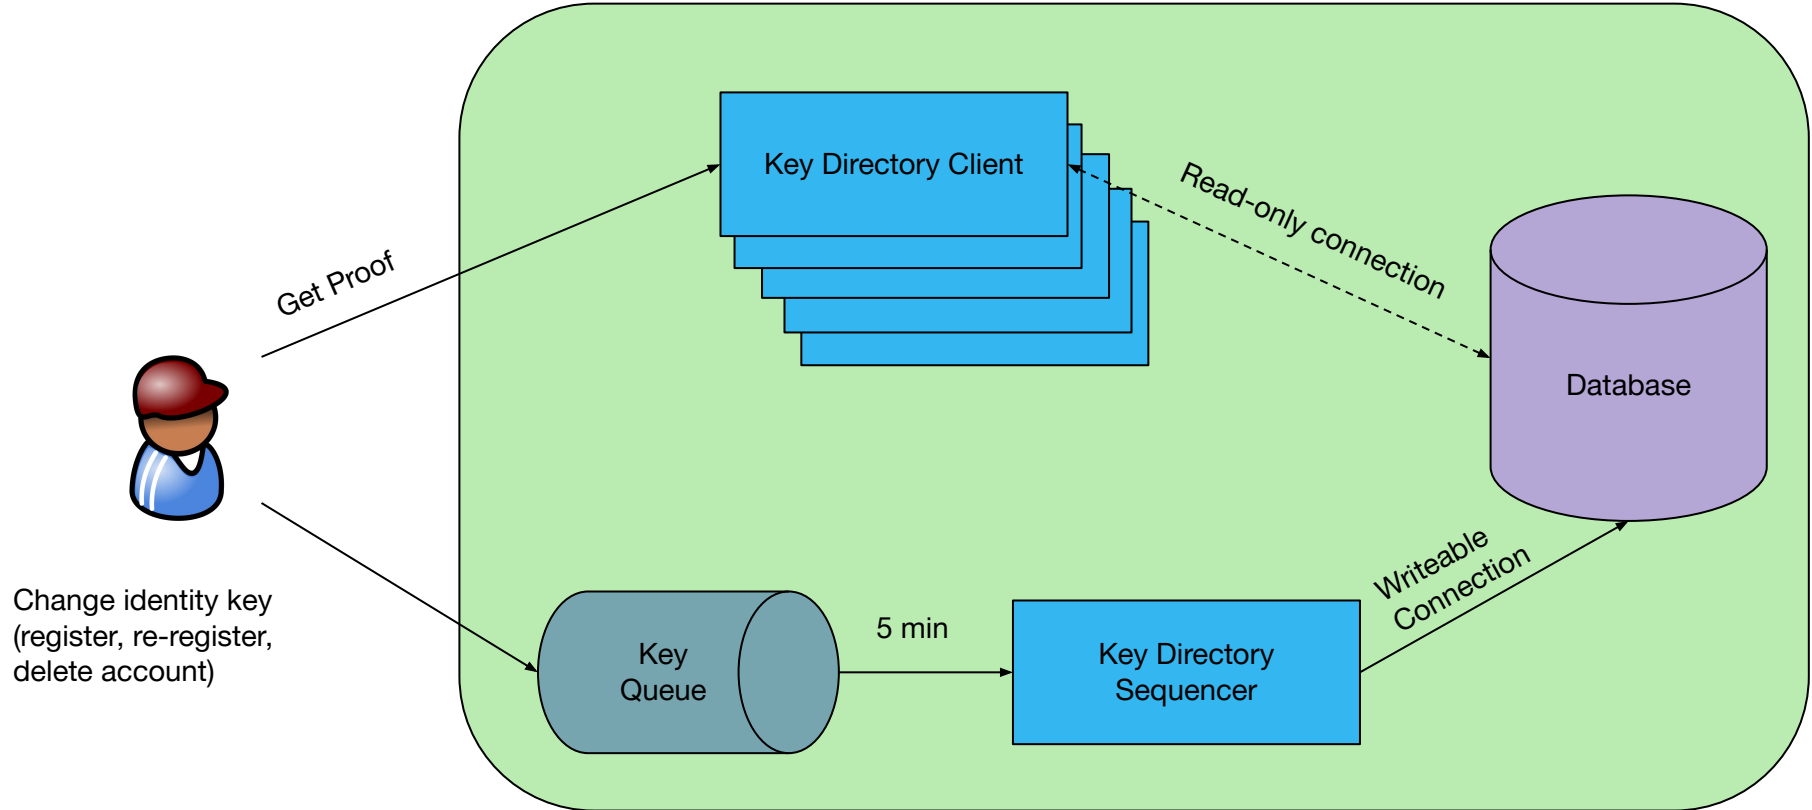 Key Directory Client
Read-only connection
Get Proof
Database
Change identity key
(register, re-register,
delete account)
Key
Queue
5 min
Key Directory
Sequencer
Writeable
Connection